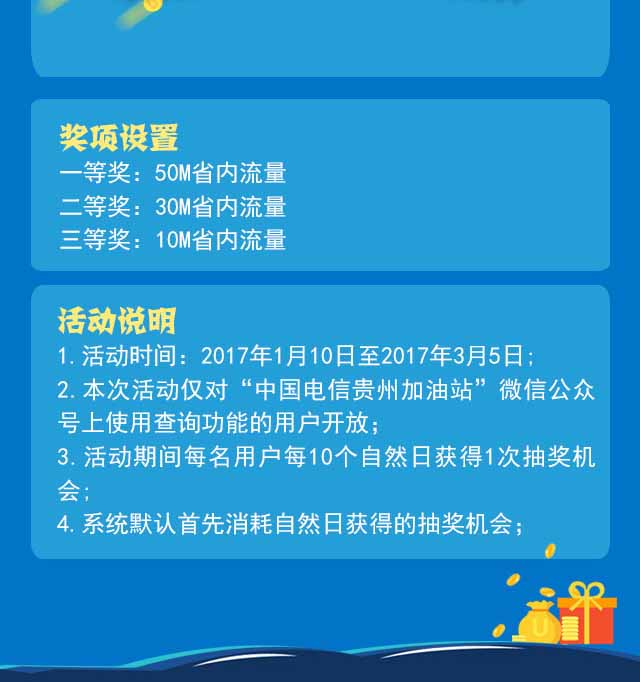 奖项设置
一等奖：50M省内流量
二等奖：30M省内流量
三等奖：10M省内流量
活动说明
1.活动时间：2017年1月10日至2017年3月5日;
2.本次活动仅对“中国电信贵州加油站”微信公众
号上使用查询功能的用户开放；
3.活动期间每名用户每10个自然日获得1次抽奖机
会;
4.系统默认首先消耗自然日获得的抽奖机会；
U